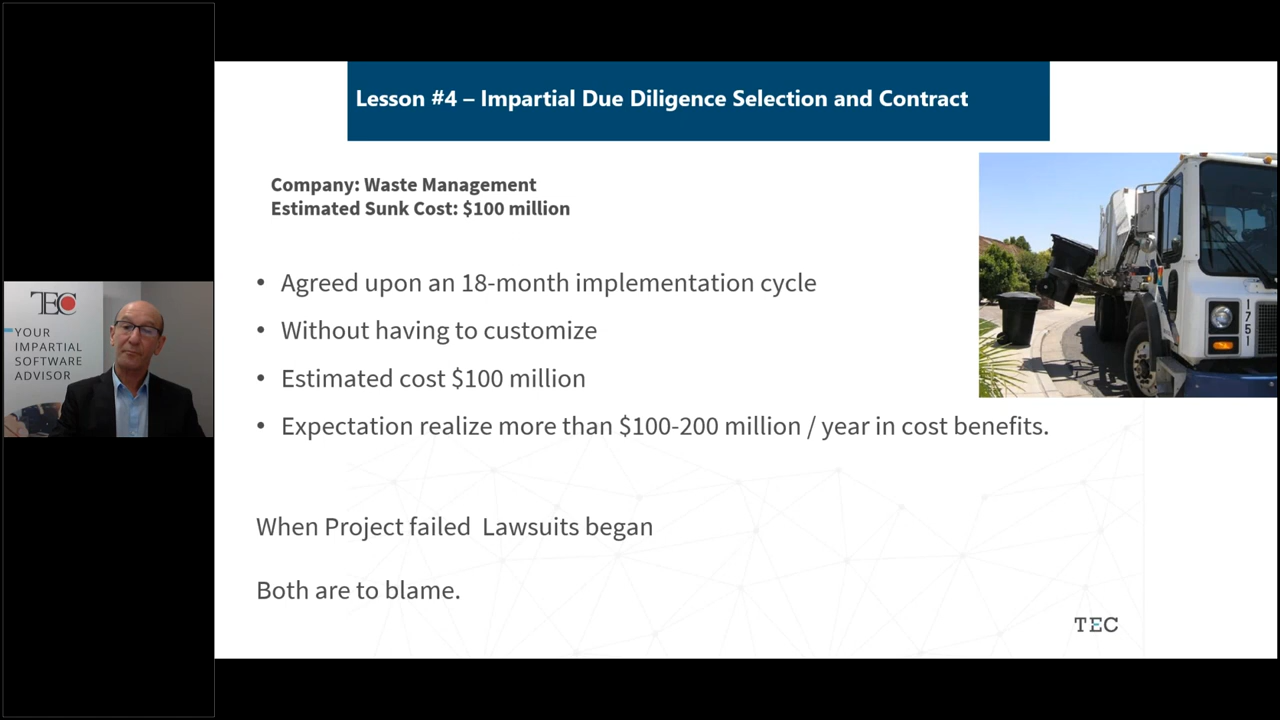 Lesson #4 – Impartial Due Diligence Selection and Contract
Company: Waste Management
Estimated Sunk Cost: $100 million
• Agreed upon an 18-month implementation cycle
• Without having to customize
• Estimated cost $100 million
• Expectation realize more than $100-200 million / year in cost benefits.
When Project failed  Lawsuits began
Both are to blame.
TEC
TEC
YOUR
IMPARTIAL
SOFTWARE
ADVISOR
1751